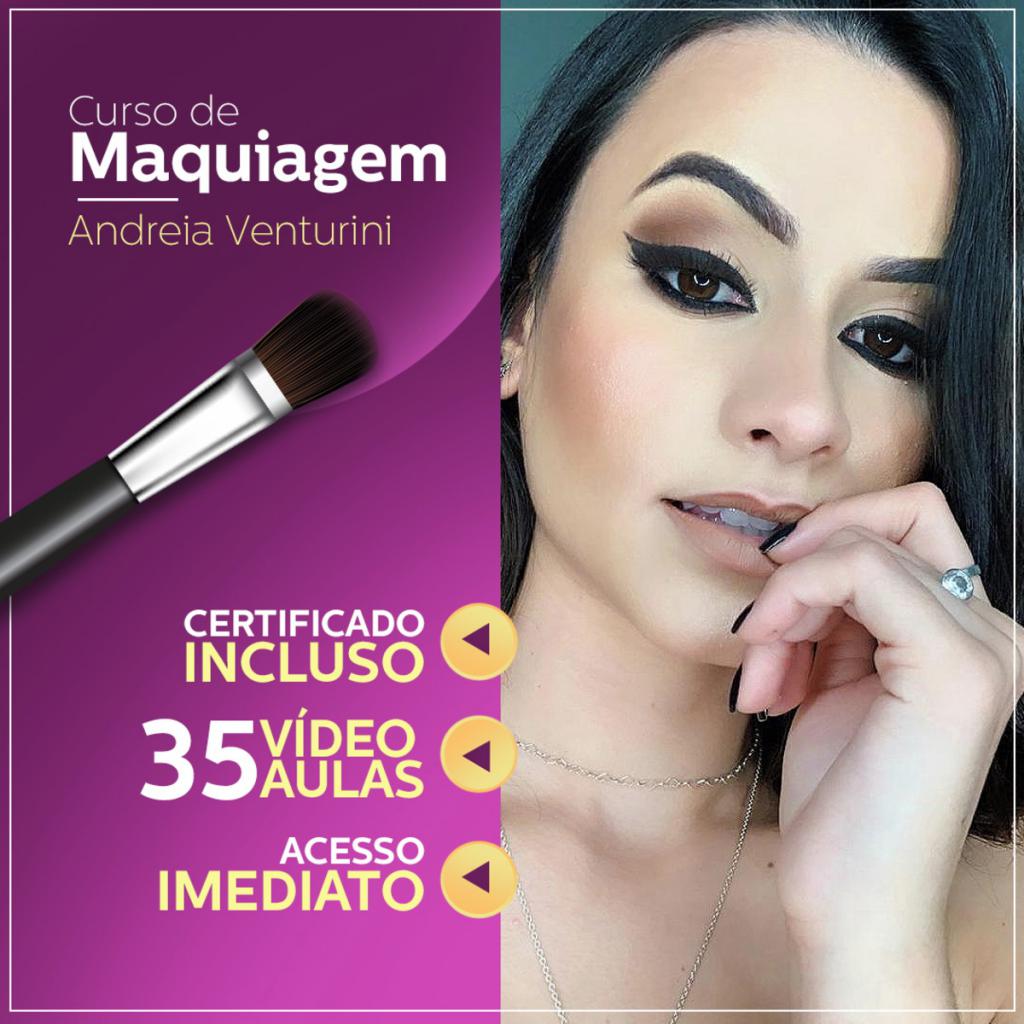 Curso de
Maquiagem
Andreia Venturini
CERTIFICADO
INCLUSO
35 VÍDEO
AULAS
ACESSO
IMEDIATO